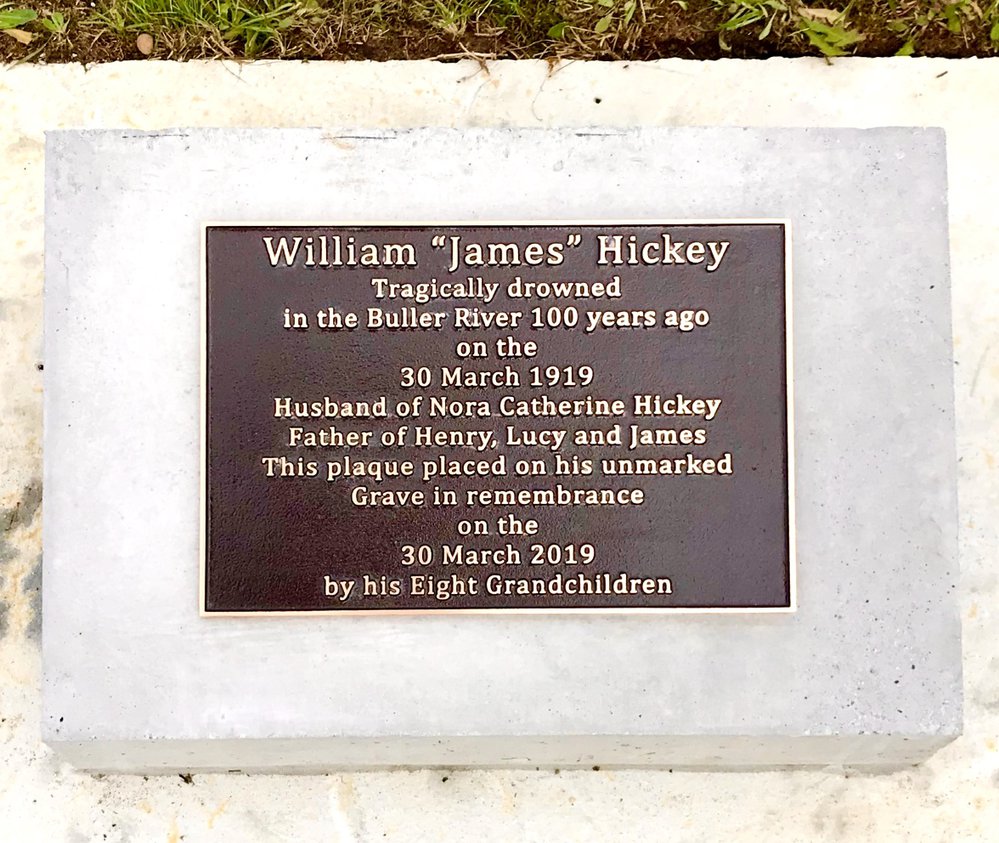 William “James” Hickey
Tragically drowned
in the Buller River 100 years ago
on the
30 March 1919
Husband of Nora Catherine Hickey
Father of Henry, Lucy and James
This plaque placed on his unmarked
Grave in remembrance
on the
30 March 2019
by his Eight Grandchildren